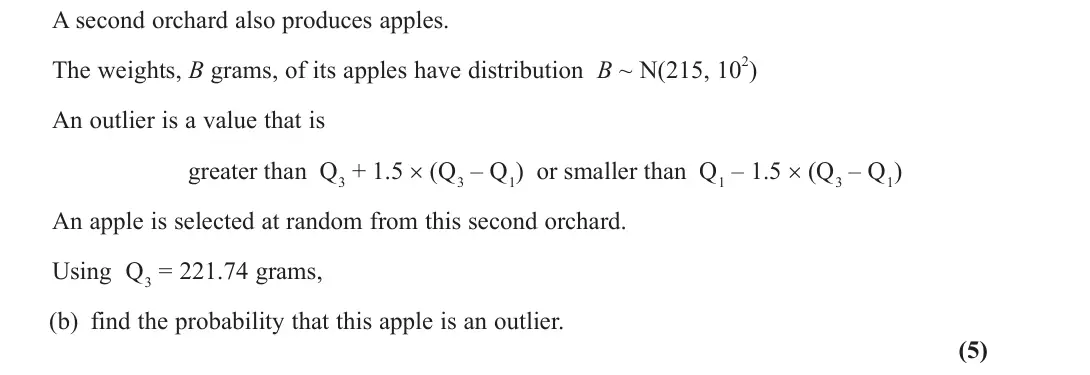 A second orchard also produces apples.
The weights, B grams, of its apples have distribution B ~ N(215, 10²)
An outlier is a value that is
greater than Q₃ + 1.5 × (Q₃ – Q₁) or smaller than Q₁ – 1.5 × (Q₃ – Q₁)
An apple is selected at random from this second orchard.
Using Q₃ = 221.74 grams,
(b) find the probability that this apple is an outlier.
(5)